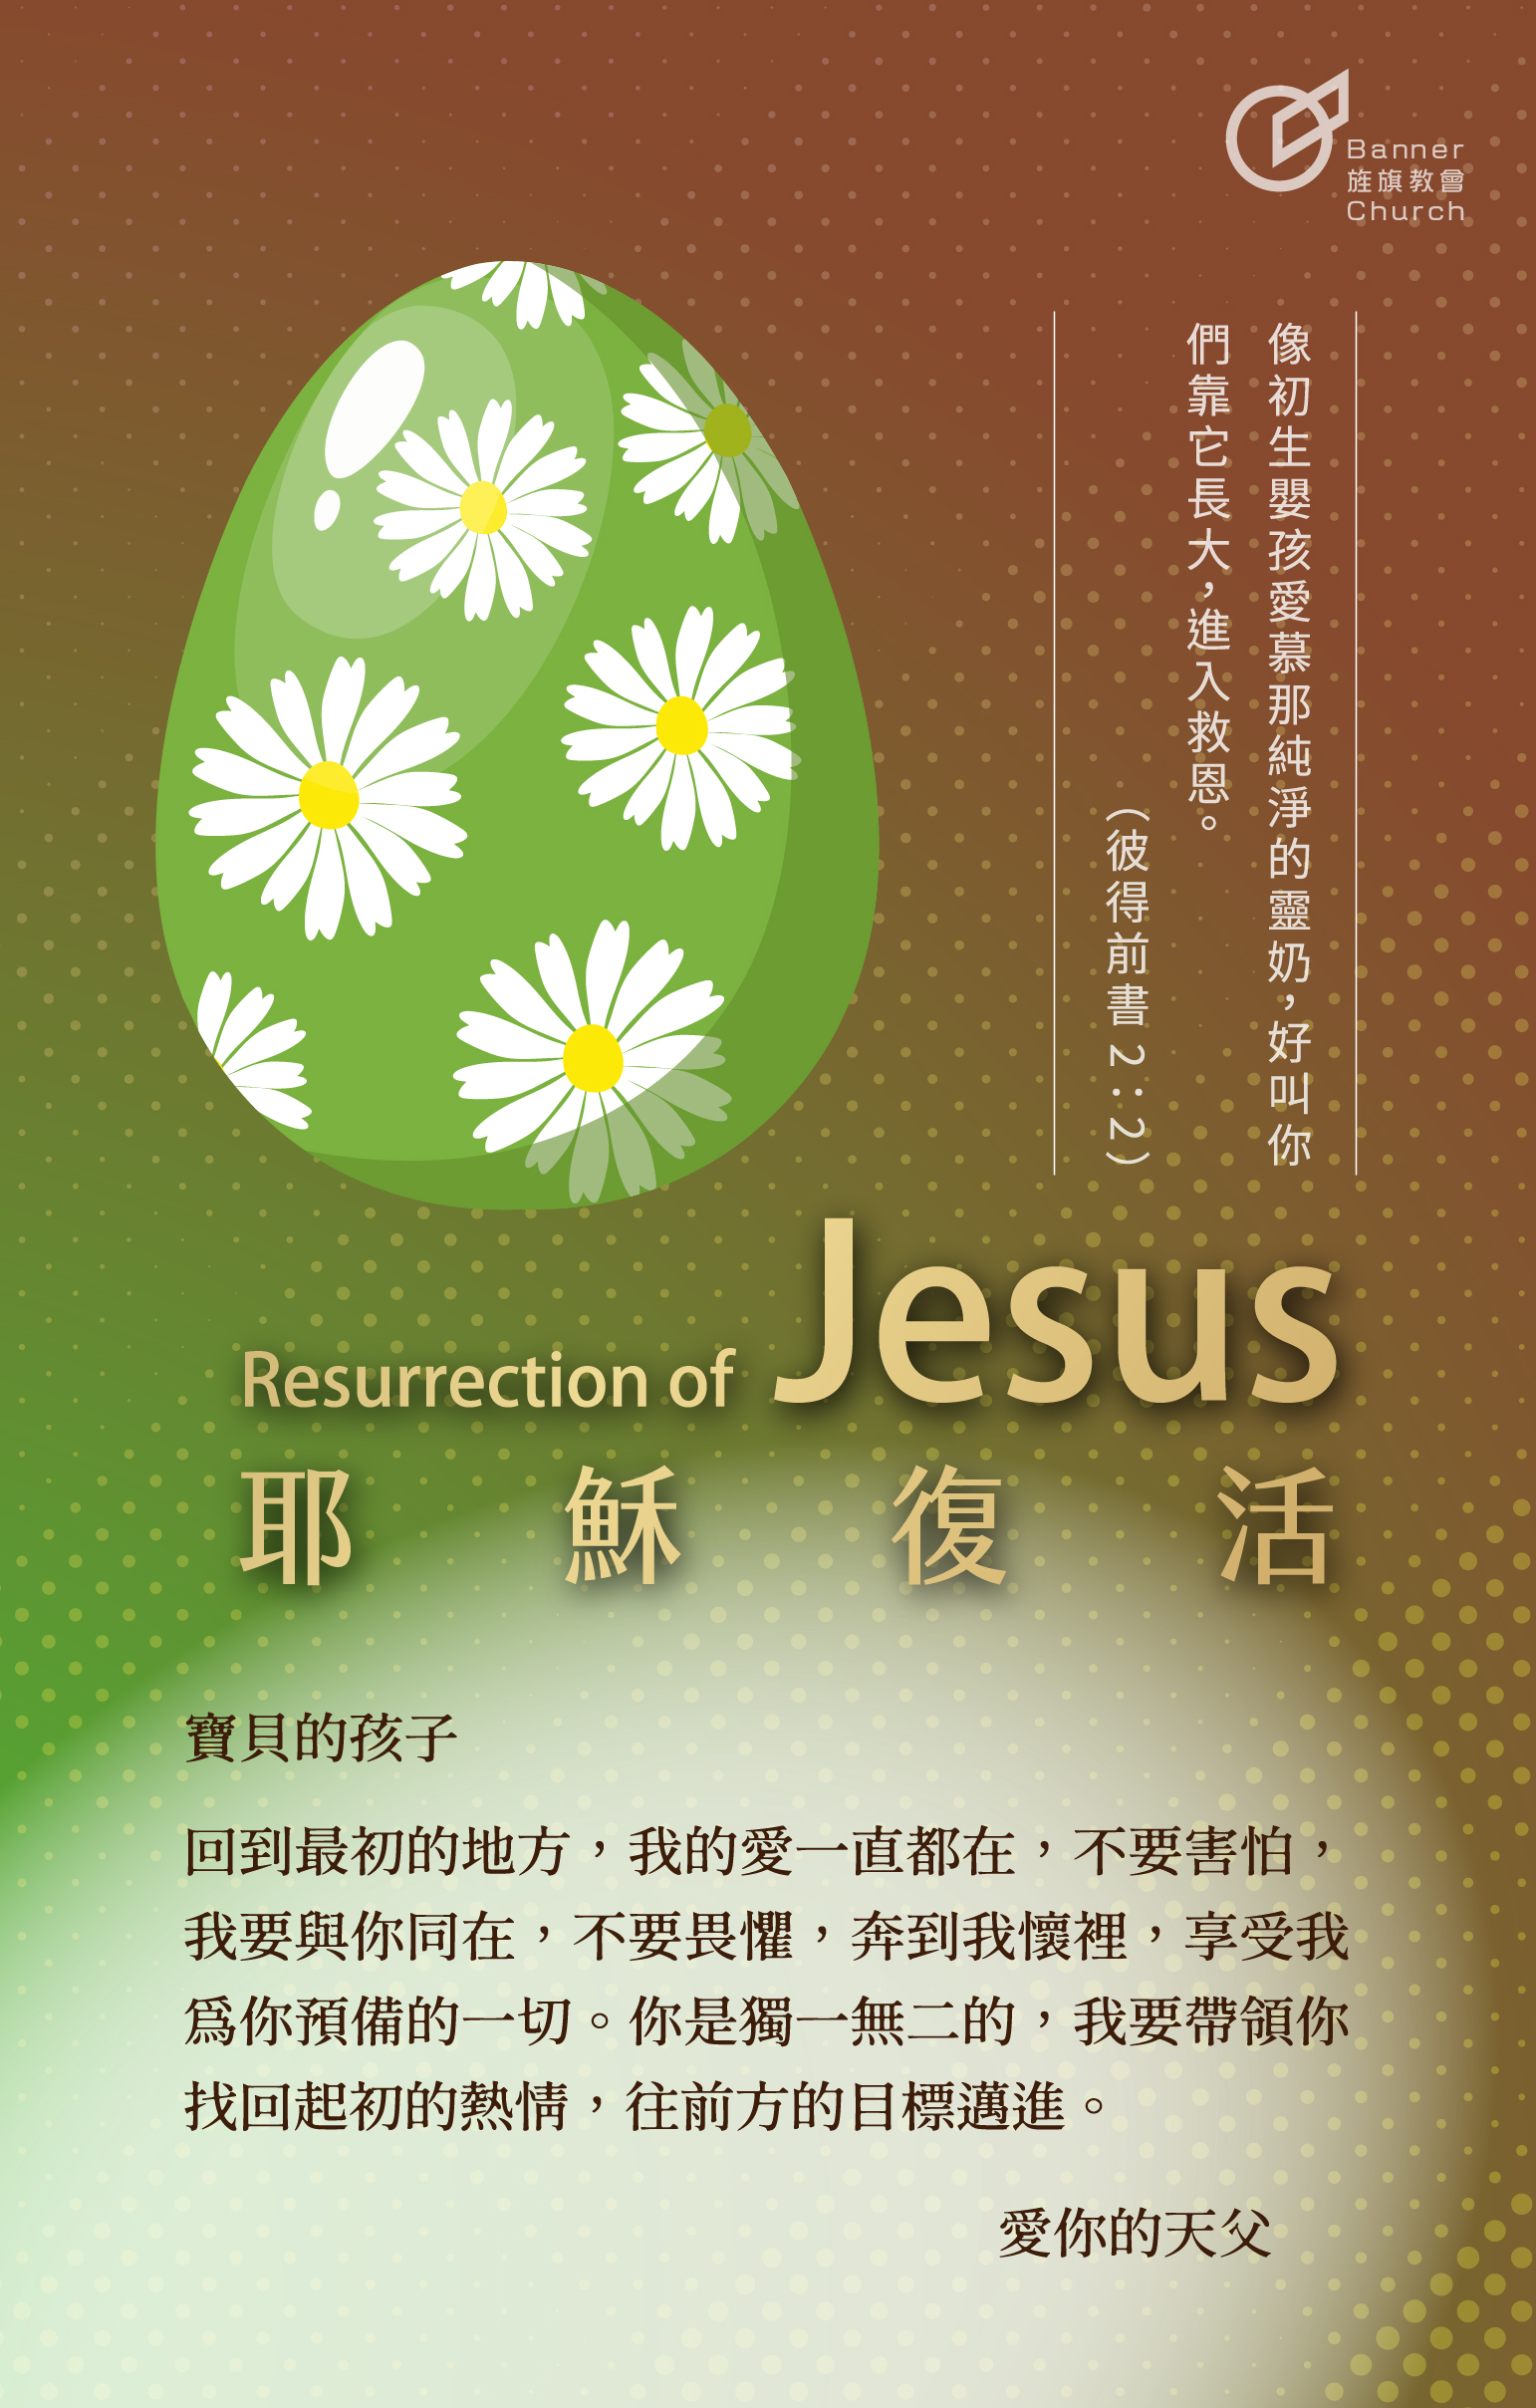 Banner
旌旗教會
Church
像初生嬰孩愛慕那純淨的靈奶，好叫你
們靠它長大，進入救恩。
（彼得前書 2：2）
Resurrection of Jesus
耶穌復活
寶貝的孩子
回到最初的地方，我的愛一直都在，不要害怕，
我要與你同在，不要畏懼，奔到我懷裡，享受我
爲你預備的一切。你是獨一無二的，我要帶領你
找回起初的熱情，往前方的目標邁進。
愛你的天父